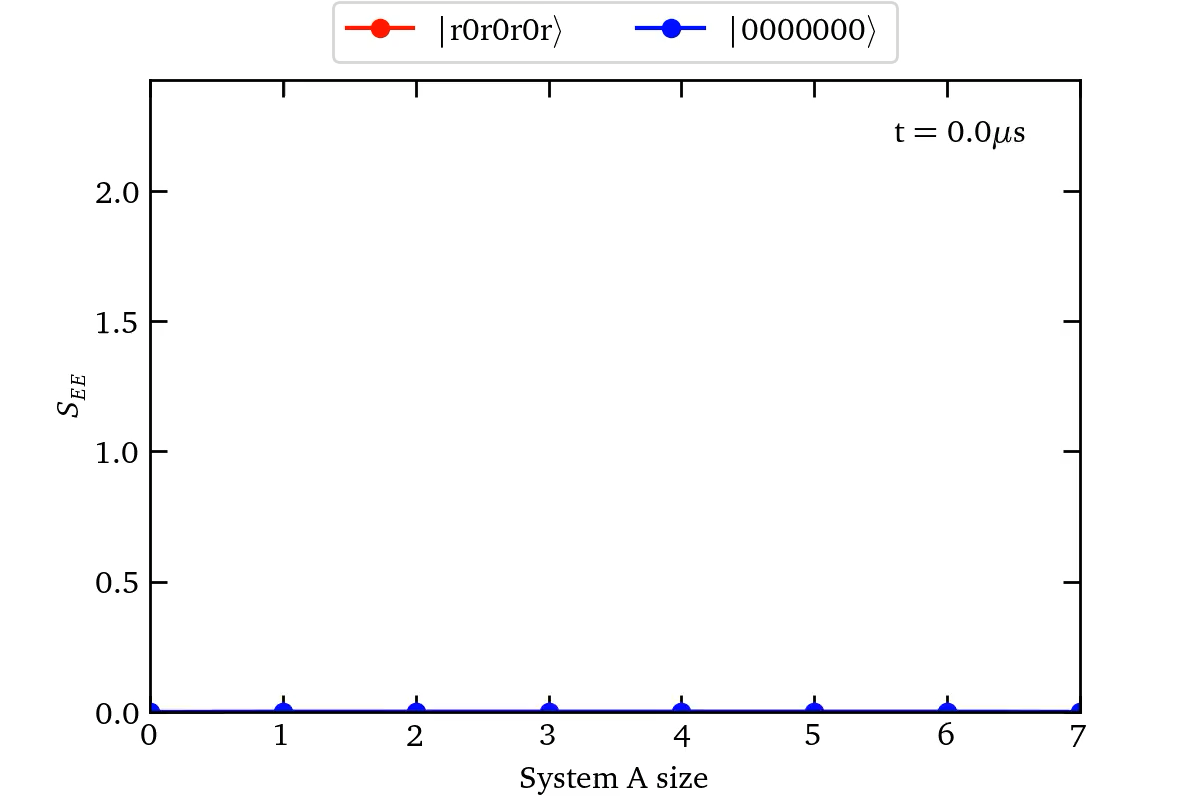 |r0r0r0r⟩ |0000000⟩
t = 0.0μs
2.0
1.5
1.0
0.5
0.0
S_EE
0 1 2 3 4 5 6 7
System A size